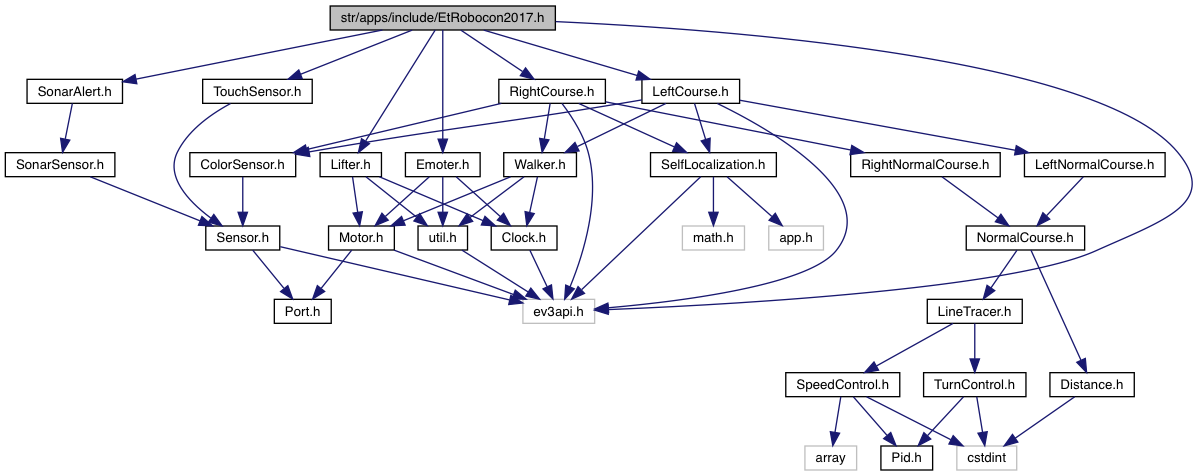 str/apps/include/EtRobocon2017.h
SonarAlert.h
TouchSensor.h
RightCourse.h
LeftCourse.h
SonarSensor.h
ColorSensor.h
Lifter.h
Emoter.h
Walker.h
SelfLocalization.h
RightNormalCourse.h
LeftNormalCourse.h
Sensor.h
Motor.h
util.h
Clock.h
math.h
app.h
NormalCourse.h
Port.h
ev3api.h
LineTracer.h
SpeedControl.h
TurnControl.h
Distance.h
array
Pid.h
cstdint